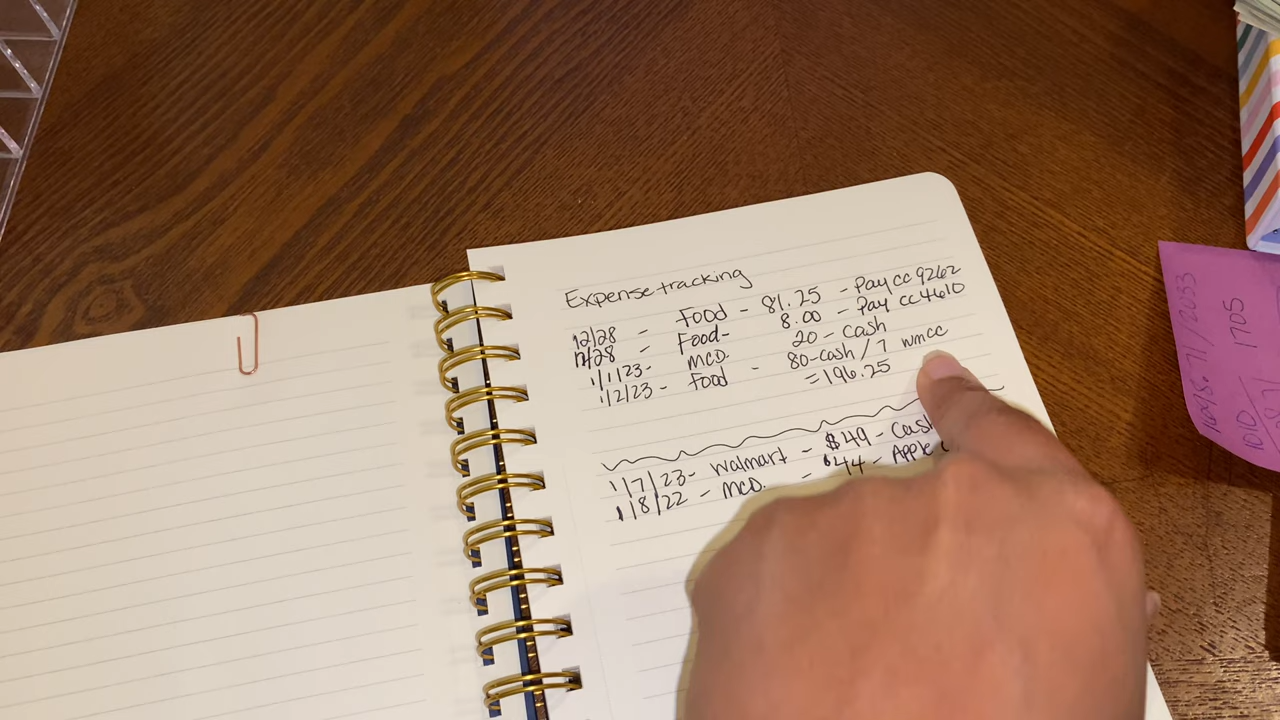 Expense tracking
12/28 - Food - 81.25 - Pay cc 9262
12/28 - Food - 8.00 - Pay cc 4610
1/1/23 - McD. 20 - Cash
1/2/23 - Food - 80 - cash / 7 wmcc
= 196.25
1/7/23 - Walmart - $49 - Cash
1/8/22 - McD. - $44 - Apple
1705
1010